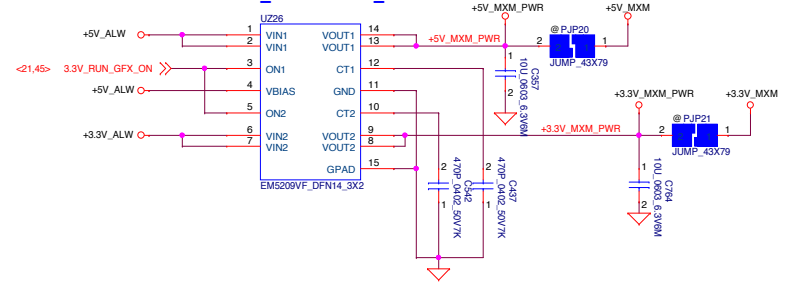 UZ26
+5V_ALW
1 VIN1 VOUT1 14
2 VIN1 VOUT1 13
+5V_MXM_PWR
+5V_MXM_PWR
2 @ PJP20 1
JUMP_43X79
+5V_MXM
<21,45> 3.3V_RUN_GFX_ON
3 ON1 CT1 12
1
C357
10U_0603_6.3V6M
2
+5V_ALW
4 VBIAS GND 11
5 ON2 CT2 10
+3.3V_ALW
6 VIN2 VOUT2 9
7 VIN2 VOUT2 8
+3.3V_MXM_PWR
+3.3V_MXM_PWR
2 @ PJP21 1
JUMP_43X79
+3.3V_MXM
GPAD 15
EM5209VF_DFN14_3X2
2
C542
470P_0402_50V7K
1
2
C437
470P_0402_50V7K
1
1
C764
10U_0603_6.3V6M
2